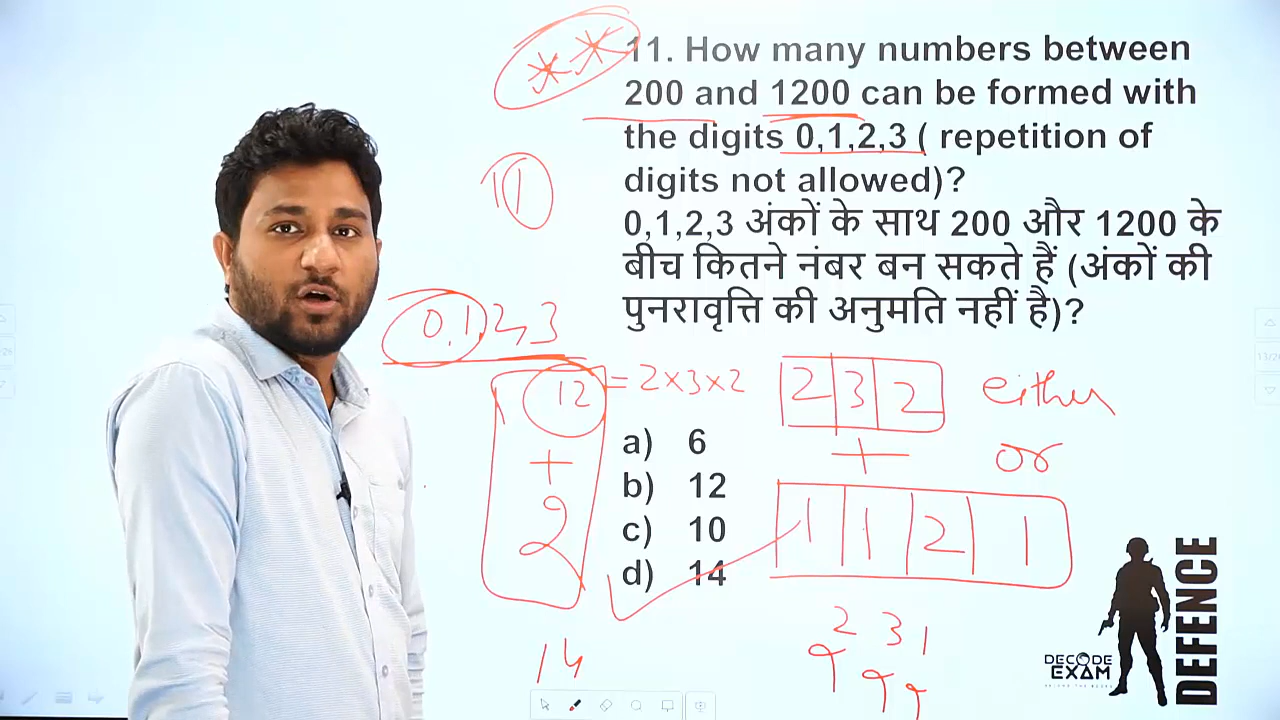 11. How many numbers between
200 and 1200 can be formed with
the digits 0,1,2,3 ( repetition of
digits not allowed)?
0,1,2,3 अंकों के साथ 200 और 1200 के
बीच कितने नंबर बन सकते हैं (अंकों की
पुनरावृत्ति की अनुमति नहीं है)?
11
0,1,2,3
12 = 2×3×2
2 3 2 either
+
+ or
2
1 1 2 1
a) 6
b) 12
c) 10
d) 14
14
2 3 1
DECODE
EXAM
DEFENCE